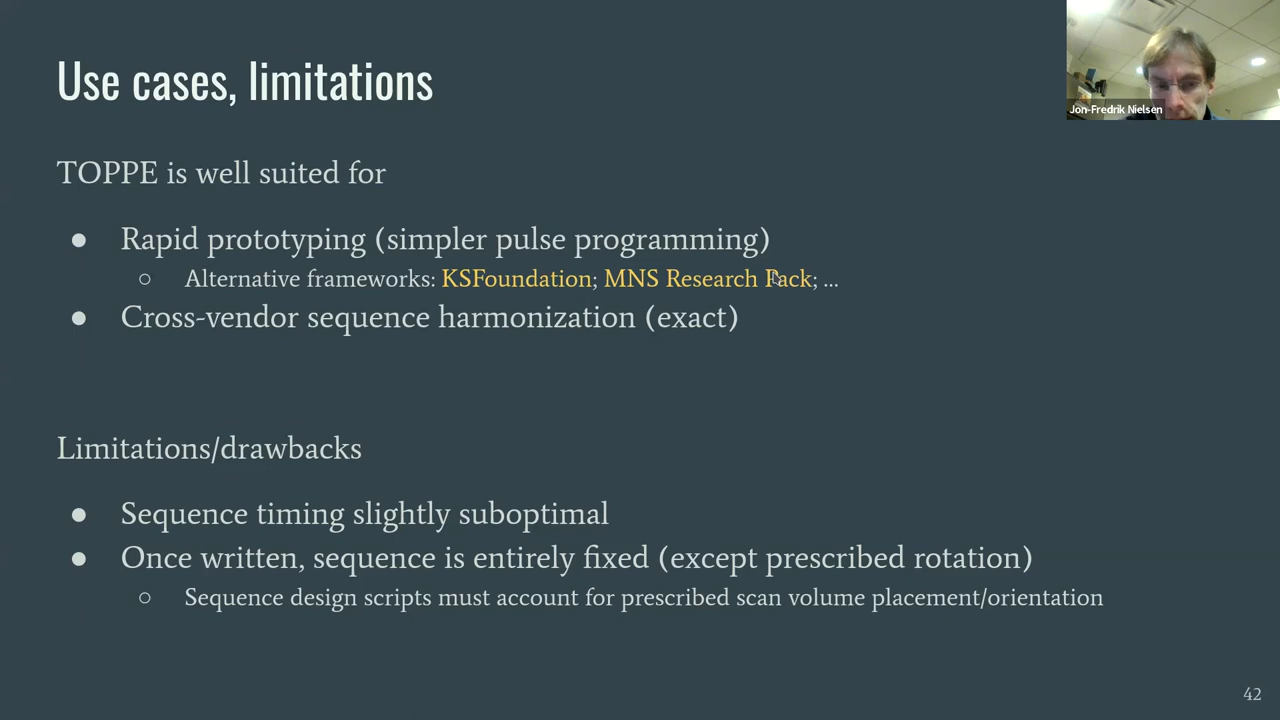 Use cases, limitations
Jon-Fredrik Nielsen
TOPPE is well suited for
● Rapid prototyping (simpler pulse programming)
○ Alternative frameworks: KSFoundation; MNS Research Pack; ...
● Cross-vendor sequence harmonization (exact)
Limitations/drawbacks
● Sequence timing slightly suboptimal
● Once written, sequence is entirely fixed (except prescribed rotation)
○ Sequence design scripts must account for prescribed scan volume placement/orientation
42